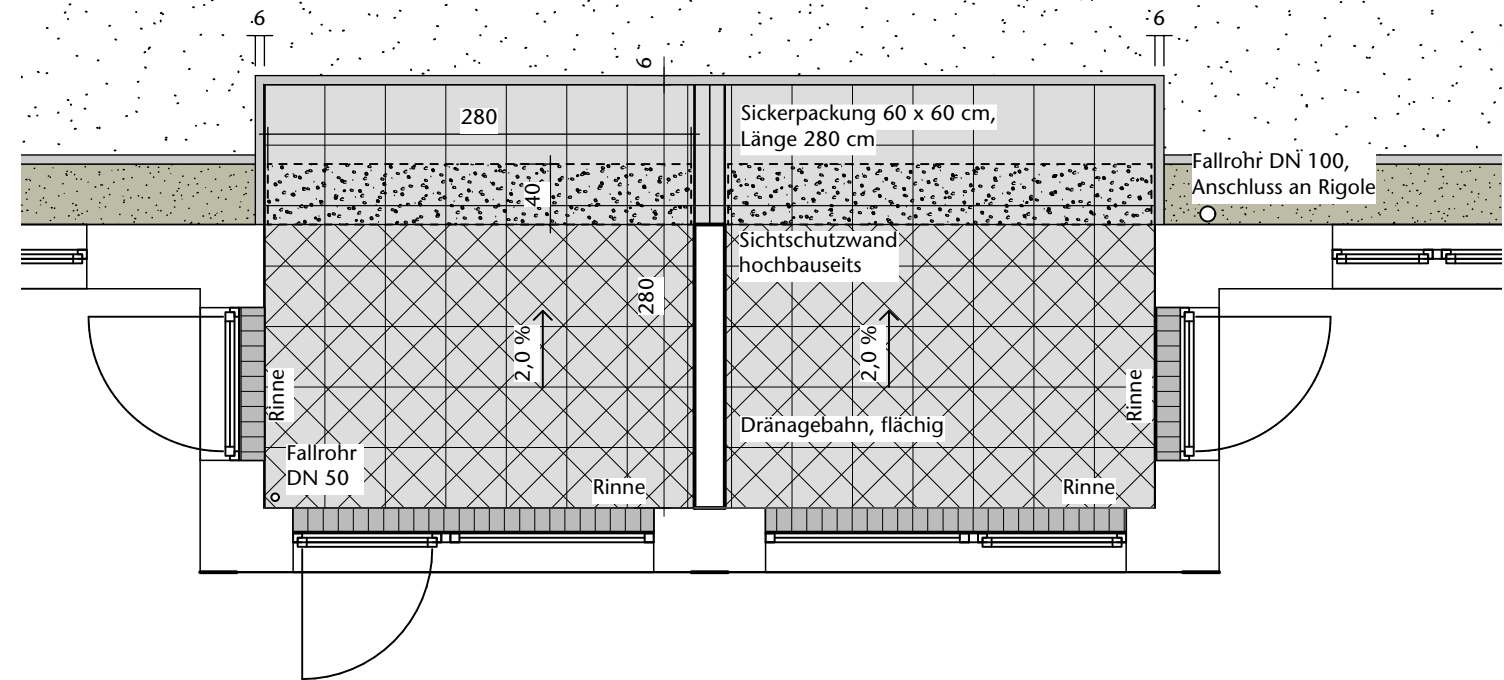 6
6
6
280
Sickerpackung 60 x 60 cm,
Länge 280 cm
Fallrohr DN 100,
Anschluss an Rigole
40
Sichtschutzwand
hochbauseits
280
2,0 %
2,0 %
Rinne
Rinne
Dränagebahn, flächig
Fallrohr
DN 50
Rinne
Rinne